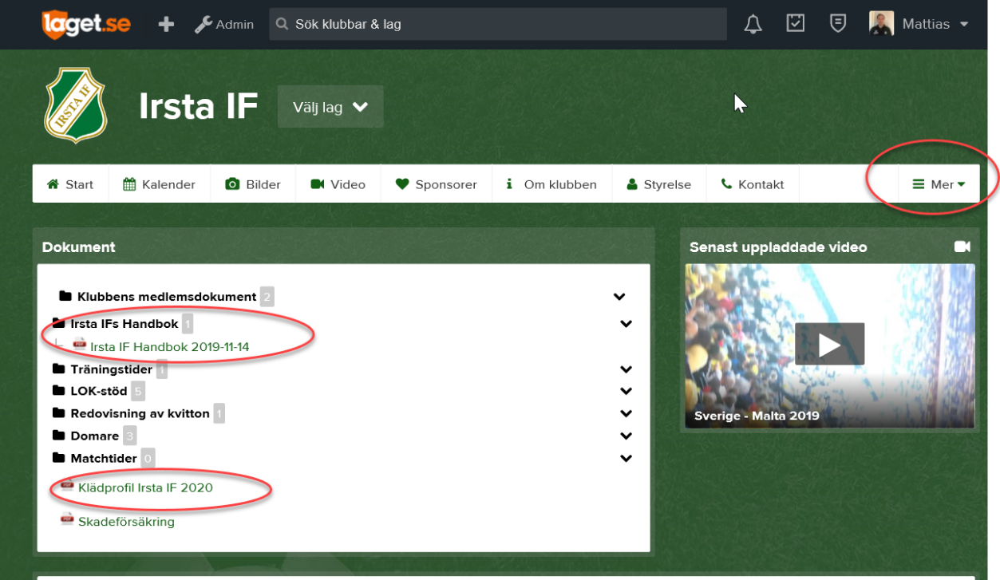 laget.se Admin Sök klubbar & lag Mattias
IRSTA IF
Irsta IF Välj lag
Start Kalender Bilder Video Sponsorer Om klubben Styrelse Kontakt Mer
Dokument
Klubbens medlemsdokument 2
Irsta IFs Handbok 1
Irsta IF Handbok 2019-11-14
Träningstider 1
LOK-stöd 5
Redovisning av kvitton 1
Domare 3
Matchtider 0
Klädprofil Irsta IF 2020
Skadeförsäkring
Senast uppladdade video
Sverige - Malta 2019